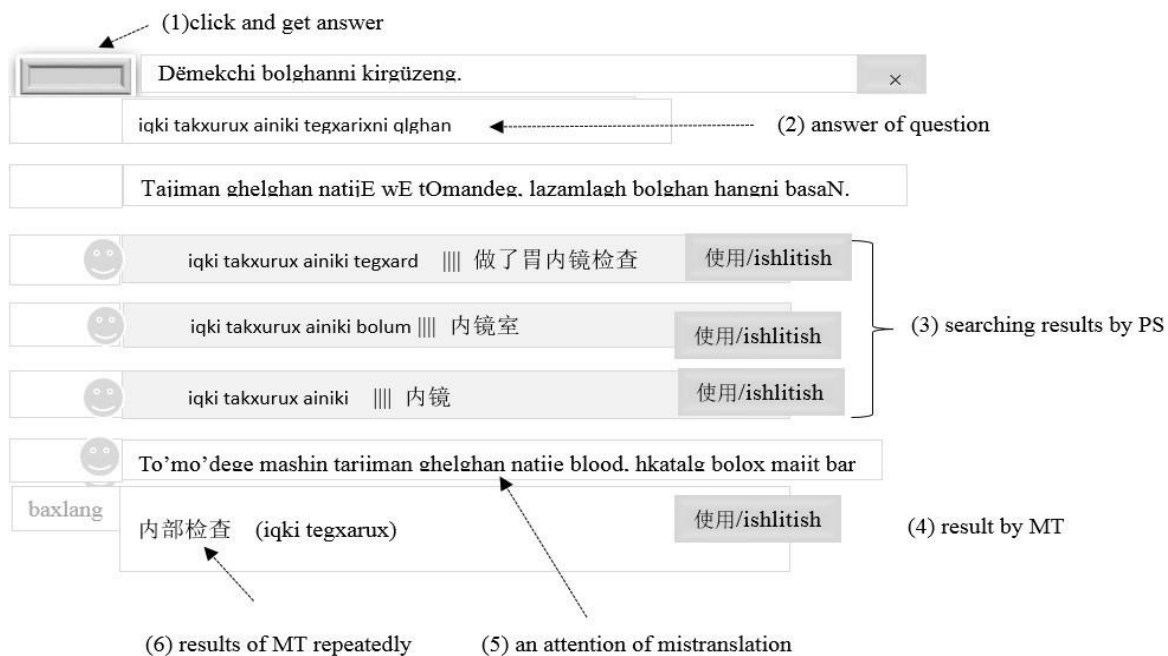 (1)click and get answer
Dëmekchi bolghanni kirgüzeng. ×
iqki takxurux ainiki tegxarixni qlghan (2) answer of question
Tajiman ghelghan natijE wE tOmandeg, lazamlagh bolghan hangni basaN.
iqki takxurux ainiki tegxard |||| 做了胃内镜检查 使用/ishlitish
iqki takxurux ainiki bolum |||| 内镜室 使用/ishlitish
(3) searching results by PS
iqki takxurux ainiki |||| 内镜 使用/ishlitish
To’mo’dege mashin tarjiman ghelghan natije blood, hkatalg bolox majit bar
baxlang
内部检查 (iqki tegxarux) 使用/ishlitish
(4) result by MT
(6) results of MT repeatedly (5) an attention of mistranslation